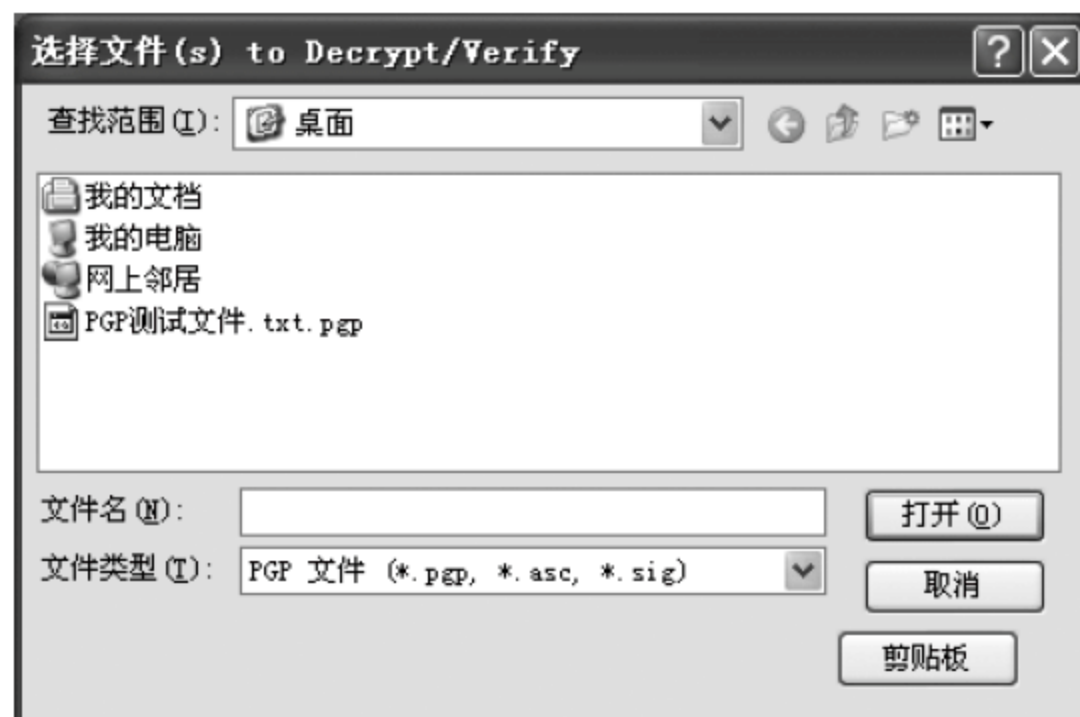 选择文件(s) to Decrypt/Verify
查找范围(I): 桌面
我的文档
我的电脑
网上邻居
PGP测试文件.txt.pgp
文件名(N): 打开(O)
文件类型(T): PGP 文件 (*.pgp, *.asc, *.sig)
取消
剪贴板